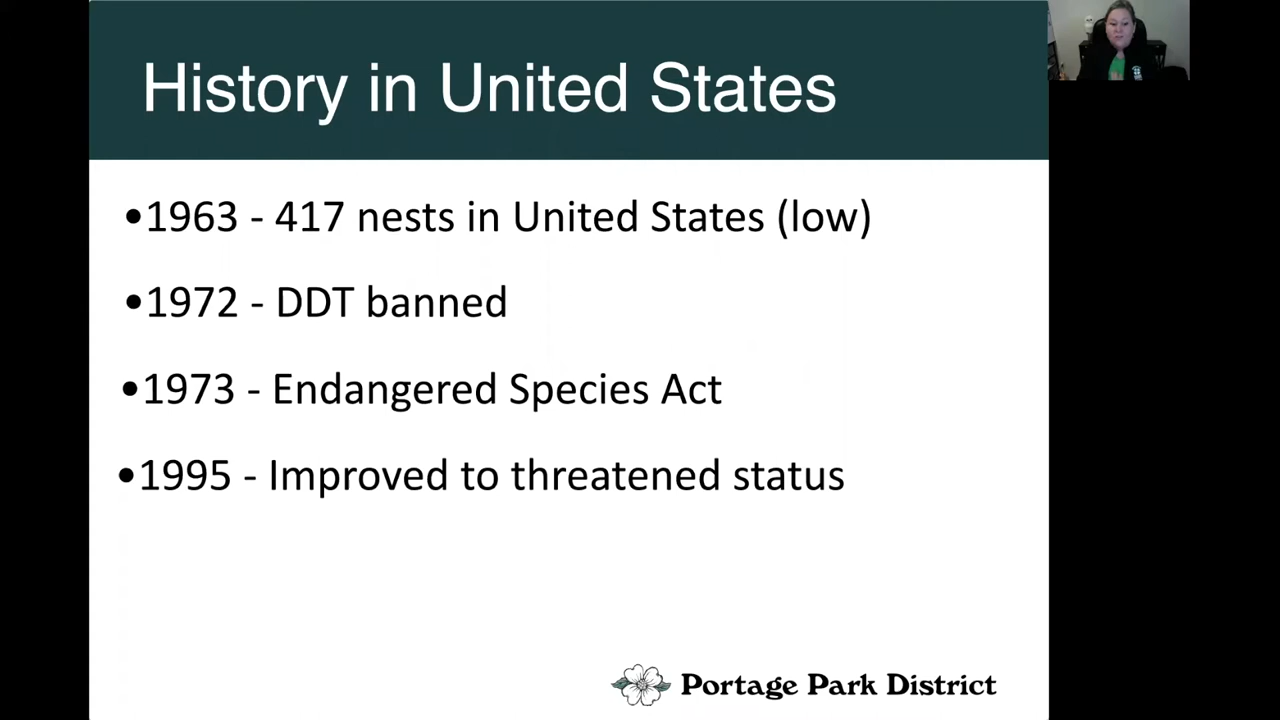 History in United States
•1963 - 417 nests in United States (low)
•1972 - DDT banned
•1973 - Endangered Species Act
•1995 - Improved to threatened status
Portage Park District